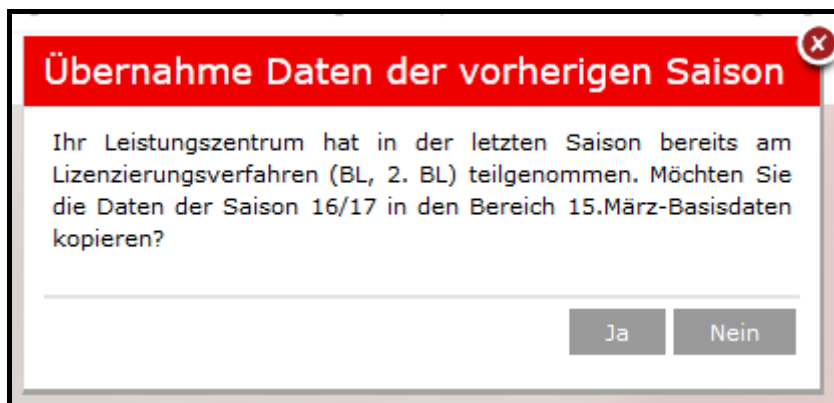 Übernahme Daten der vorherigen Saison
Ihr Leistungszentrum hat in der letzten Saison bereits am
Lizenzierungsverfahren (BL, 2. BL) teilgenommen. Möchten Sie
die Daten der Saison 16/17 in den Bereich 15.März-Basisdaten
kopieren?
Ja Nein